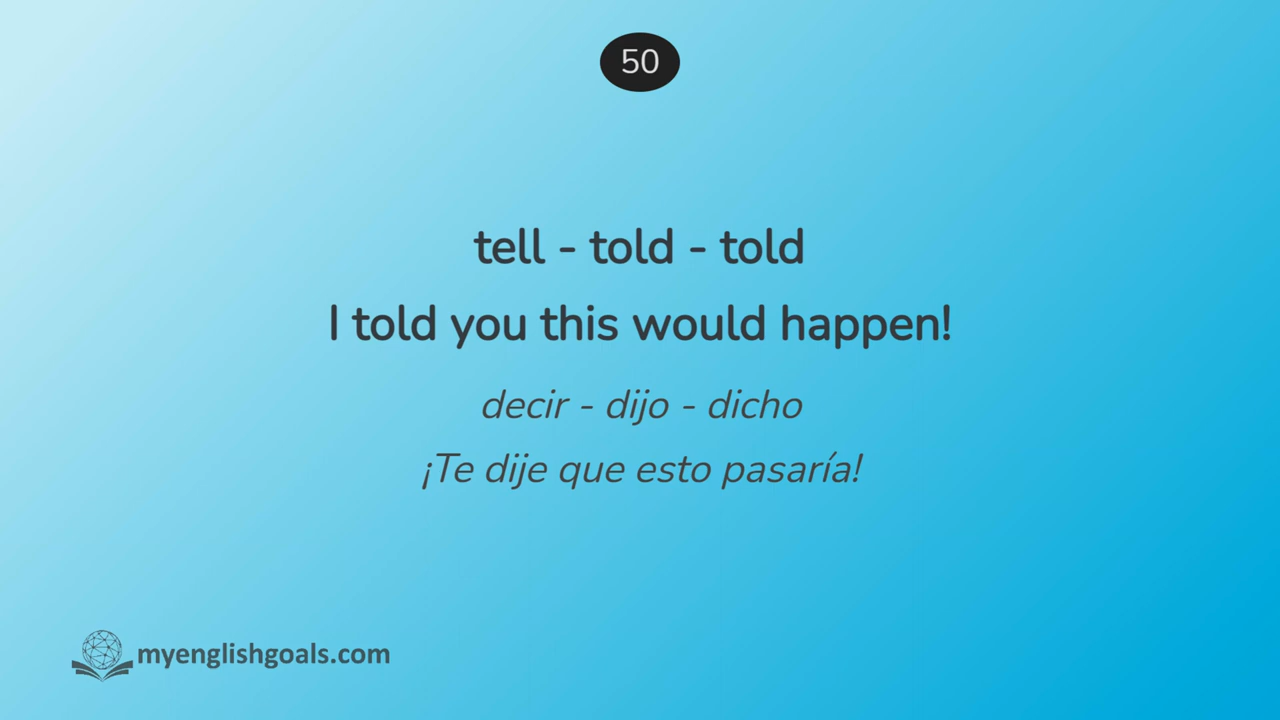 50
tell - told - told
I told you this would happen!
decir - dijo - dicho
¡Te dije que esto pasaría!
myenglishgoals.com